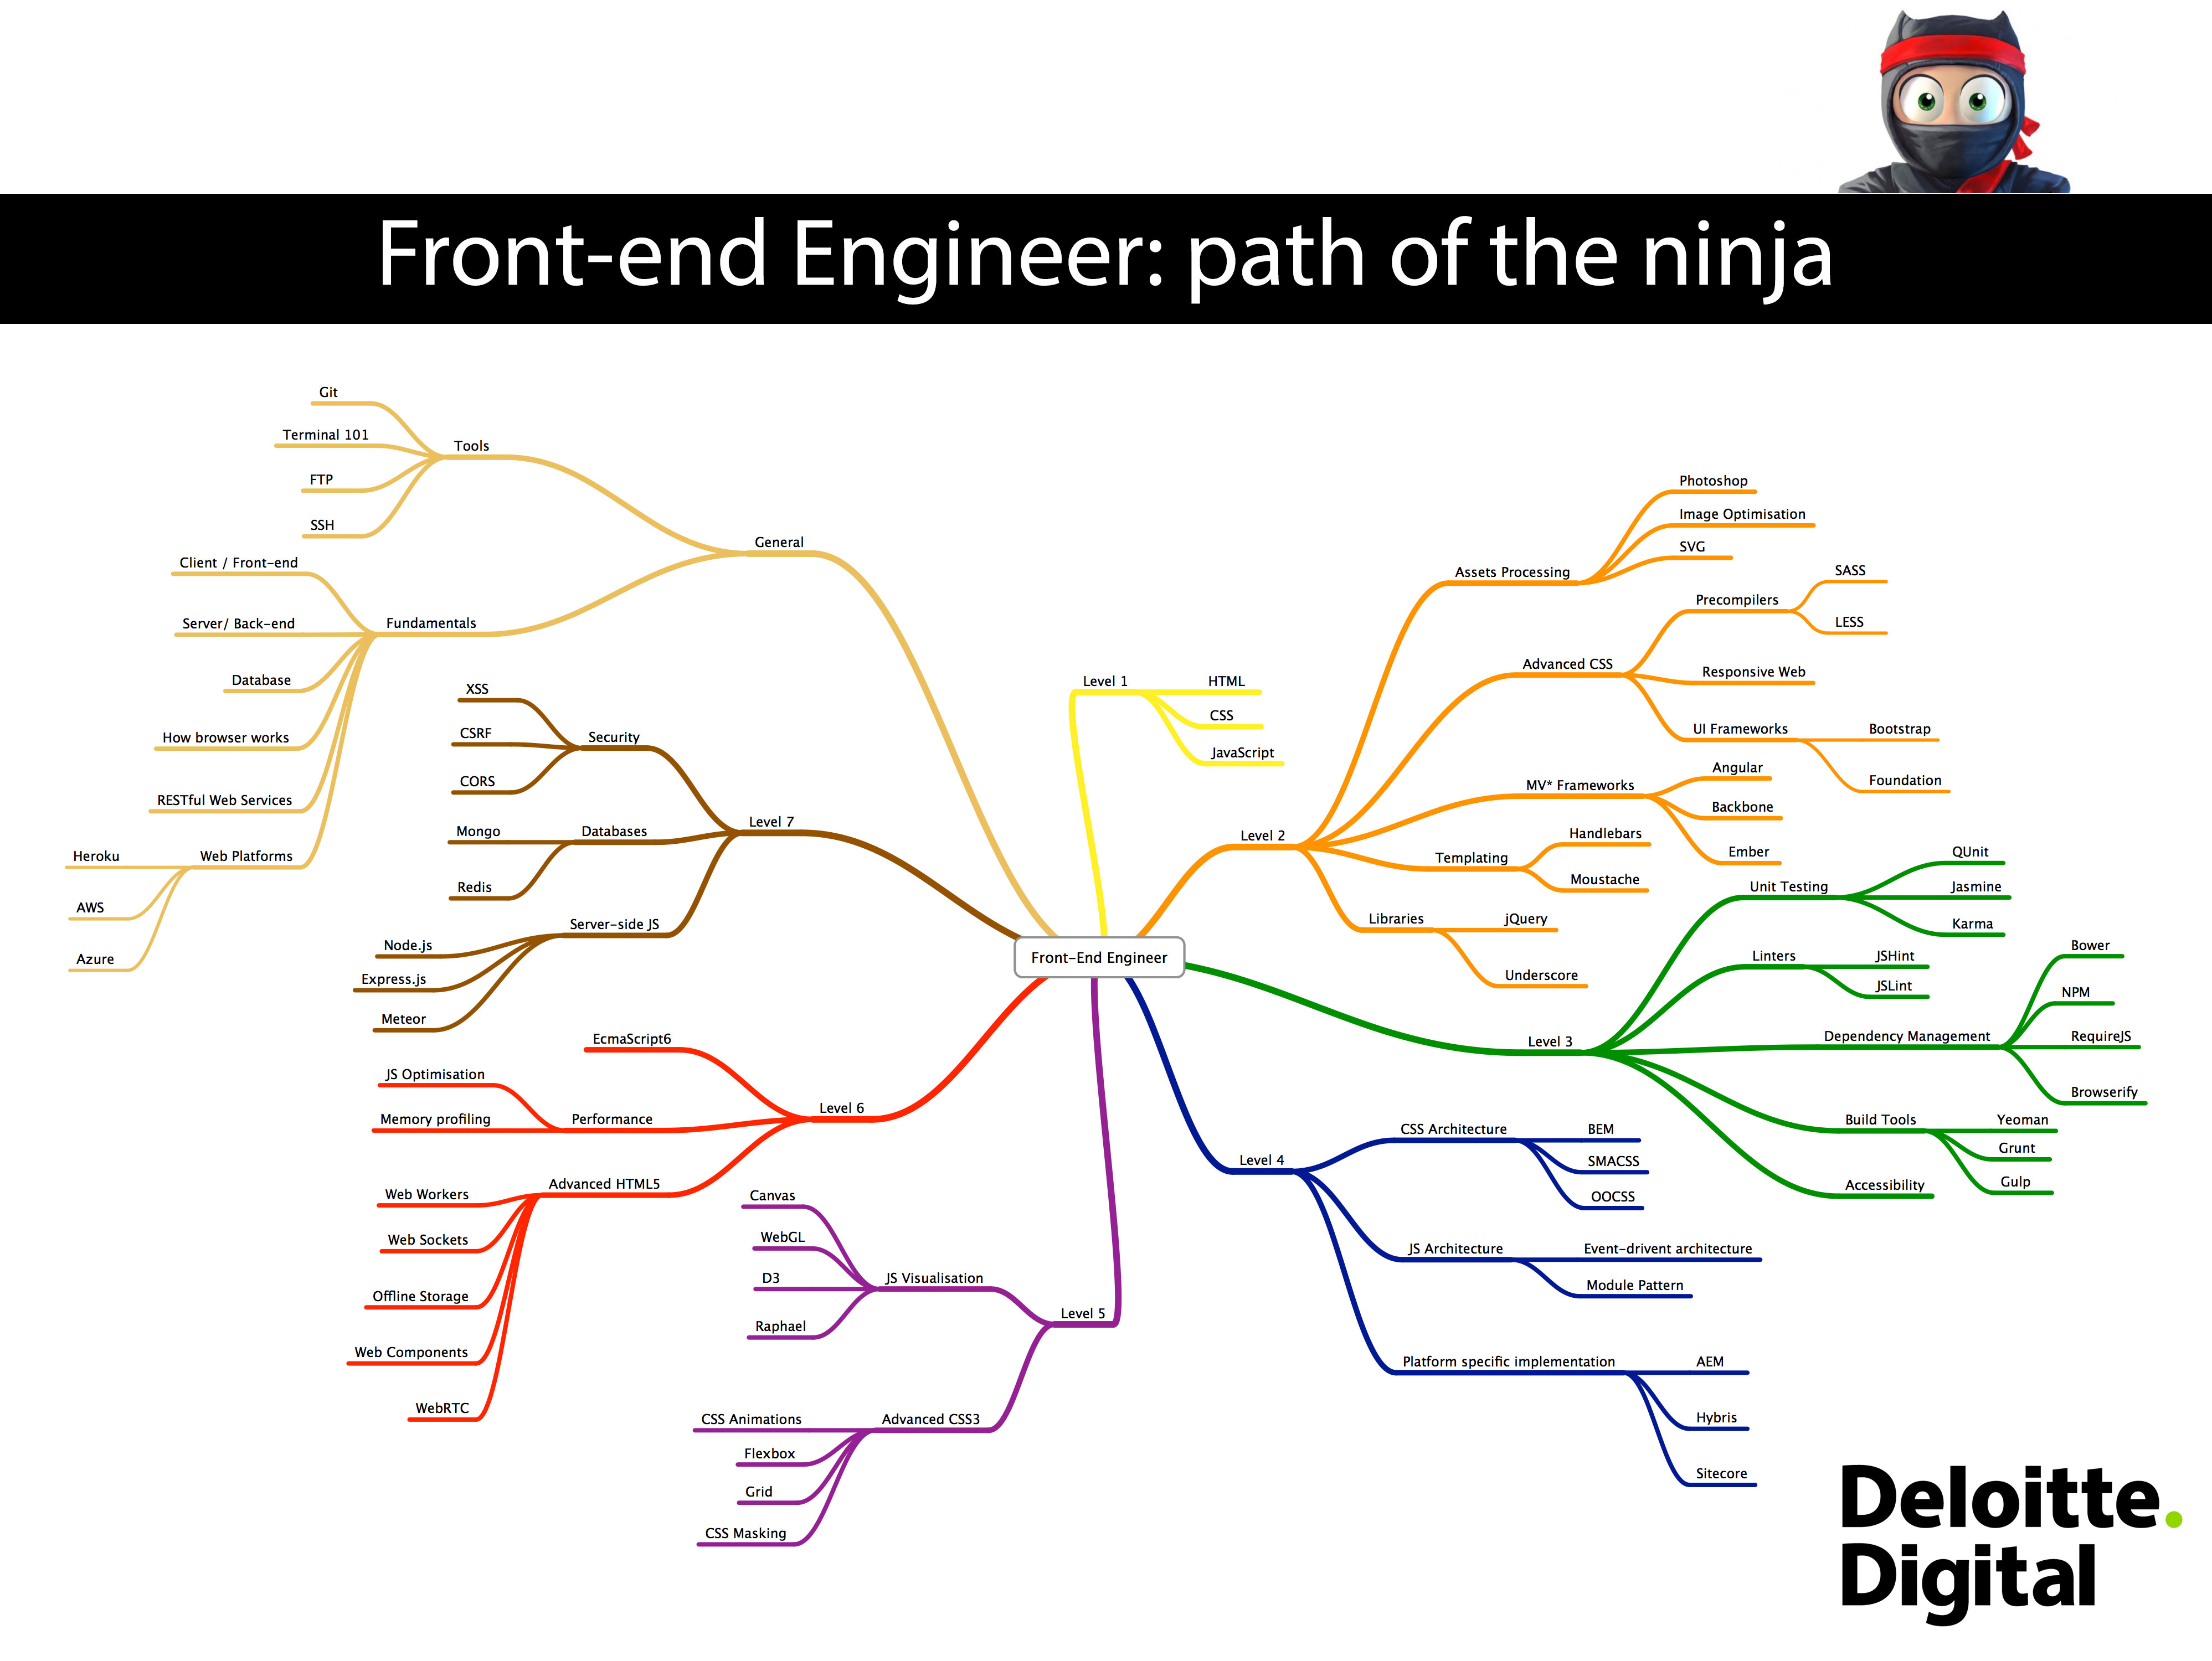 Front-end Engineer: path of the ninja
Front-End Engineer
General
Tools
Git
Terminal 101
FTP
SSH
Fundamentals
Client / Front-end
Server/ Back-end
Database
How browser works
RESTful Web Services
Web Platforms
Heroku
AWS
Azure
Level 1
HTML
CSS
JavaScript
Level 2
Assets Processing
Photoshop
Image Optimisation
SVG
Advanced CSS
Precompilers
SASS
LESS
Responsive Web
UI Frameworks
Bootstrap
Foundation
MV* Frameworks
Angular
Backbone
Ember
Templating
Handlebars
Moustache
Libraries
jQuery
Underscore
Level 3
Unit Testing
QUnit
Jasmine
Karma
Linters
JSHint
JSLint
Dependency Management
Bower
NPM
RequireJS
Browserify
Build Tools
Yeoman
Grunt
Gulp
Accessibility
Level 4
CSS Architecture
BEM
SMACSS
OOCSS
JS Architecture
Event-drivent architecture
Module Pattern
Platform specific implementation
AEM
Hybris
Sitecore
Level 5
JS Visualisation
Canvas
WebGL
D3
Raphael
Advanced CSS3
CSS Animations
Flexbox
Grid
CSS Masking
Level 6
EcmaScript6
Performance
JS Optimisation
Memory profiling
Advanced HTML5
Web Workers
Web Sockets
Offline Storage
Web Components
WebRTC
Level 7
Security
XSS
CSRF
CORS
Databases
Mongo
Redis
Server-side JS
Node.js
Express.js
Meteor
Deloitte.
Digital